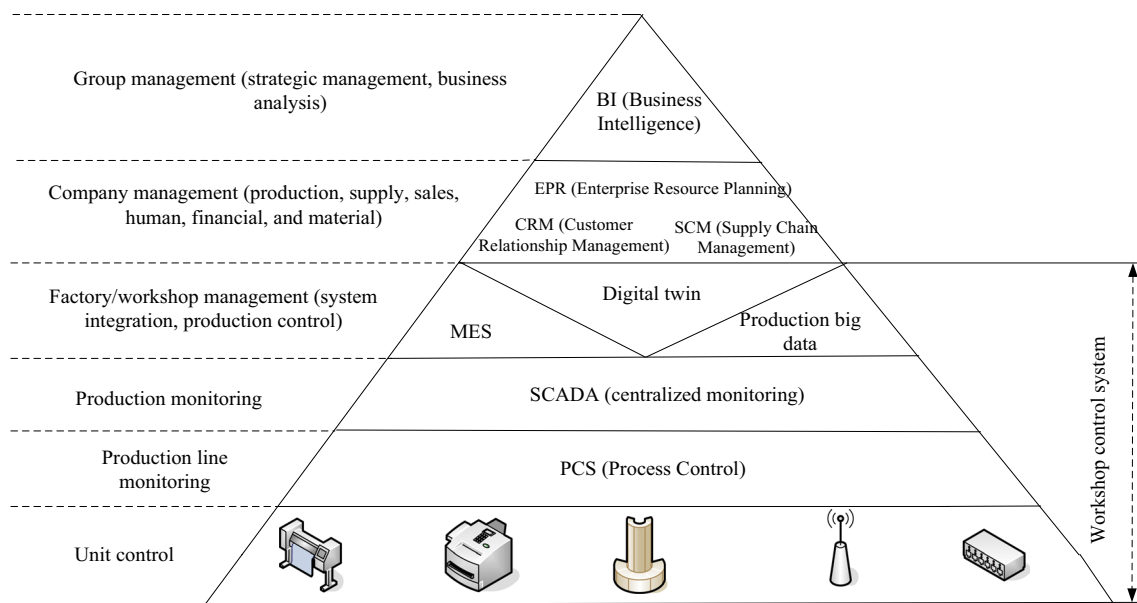 Group management (strategic management, business
analysis)
BI (Business
Intelligence)
Company management (production, supply, sales,
human, financial, and material)
EPR (Enterprise Resource Planning)
CRM (Customer
Relationship Management)
SCM (Supply Chain
Management)
Factory/workshop management (system
integration, production control)
Digital twin
MES
Production big
data
Production monitoring
SCADA (centralized monitoring)
Production line
monitoring
PCS (Process Control)
Unit control
Workshop control system